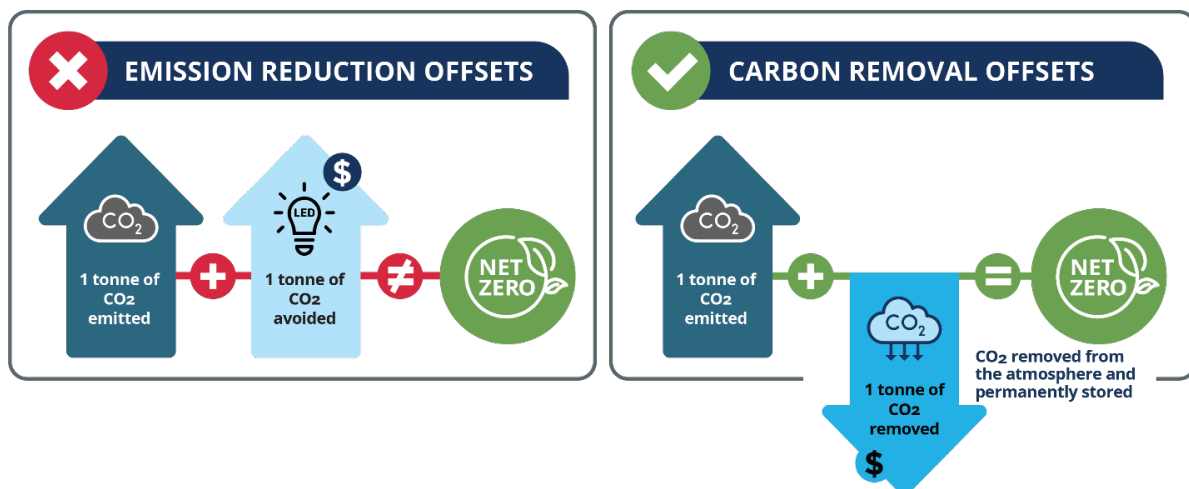 EMISSION REDUCTION OFFSETS
CO2
1 tonne of
CO2
emitted
+
LED
$
1 tonne of
CO2
avoided
≠
NET
ZERO
CARBON REMOVAL OFFSETS
CO2
1 tonne of
CO2
emitted
+
CO2
1 tonne of
CO2
removed
$
=
NET
ZERO
CO2 removed from
the atmosphere and
permanently stored